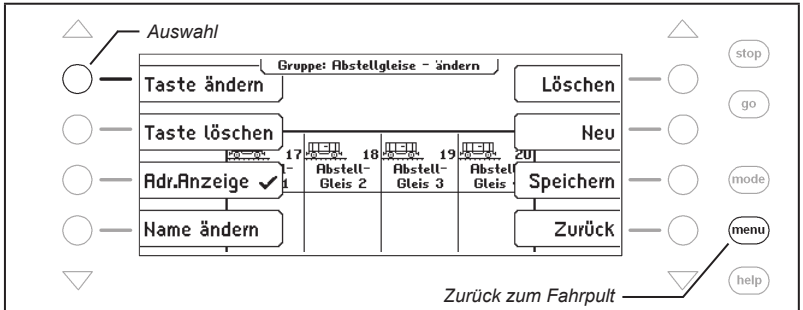 Auswahl
stop
Gruppe: Abstellgleise - ändern
Taste ändern
Löschen
go
Taste löschen
Neu
17 18 19 20
Abstell- Abstell- Abstell-
Adr.Anzeige ✓ 1 Gleis 2 Gleis 3 Gleis
Speichern
mode
Name ändern
Zurück
menu
help
Zurück zum Fahrpult